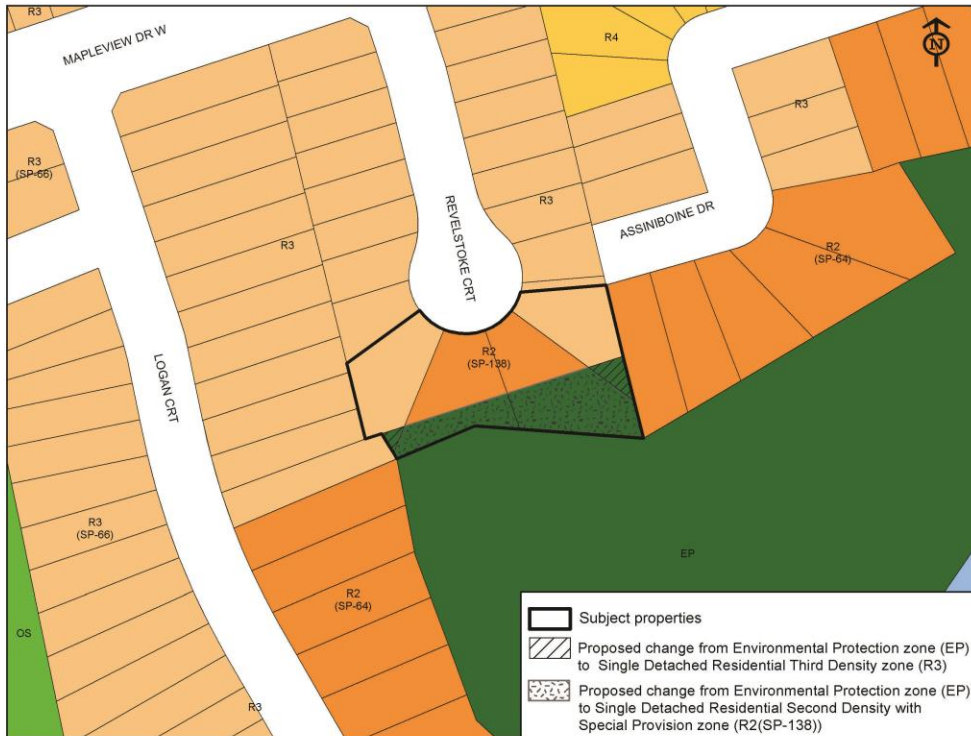 R3
MAPLEVIEW DR W
R4
N
R3
R3
(SP-66)
R3
REVELSTOKE CRT
R3
ASSINIBOINE DR
R2
(SP-64)
LOGAN CRT
R2
(SP-138)
R3
(SP-66)
EP
R2
(SP-64)
OS
R3
Subject properties
Proposed change from Environmental Protection zone (EP)
to Single Detached Residential Third Density zone (R3)
Proposed change from Environmental Protection zone (EP)
to Single Detached Residential Second Density with
Special Provision zone (R2(SP-138))